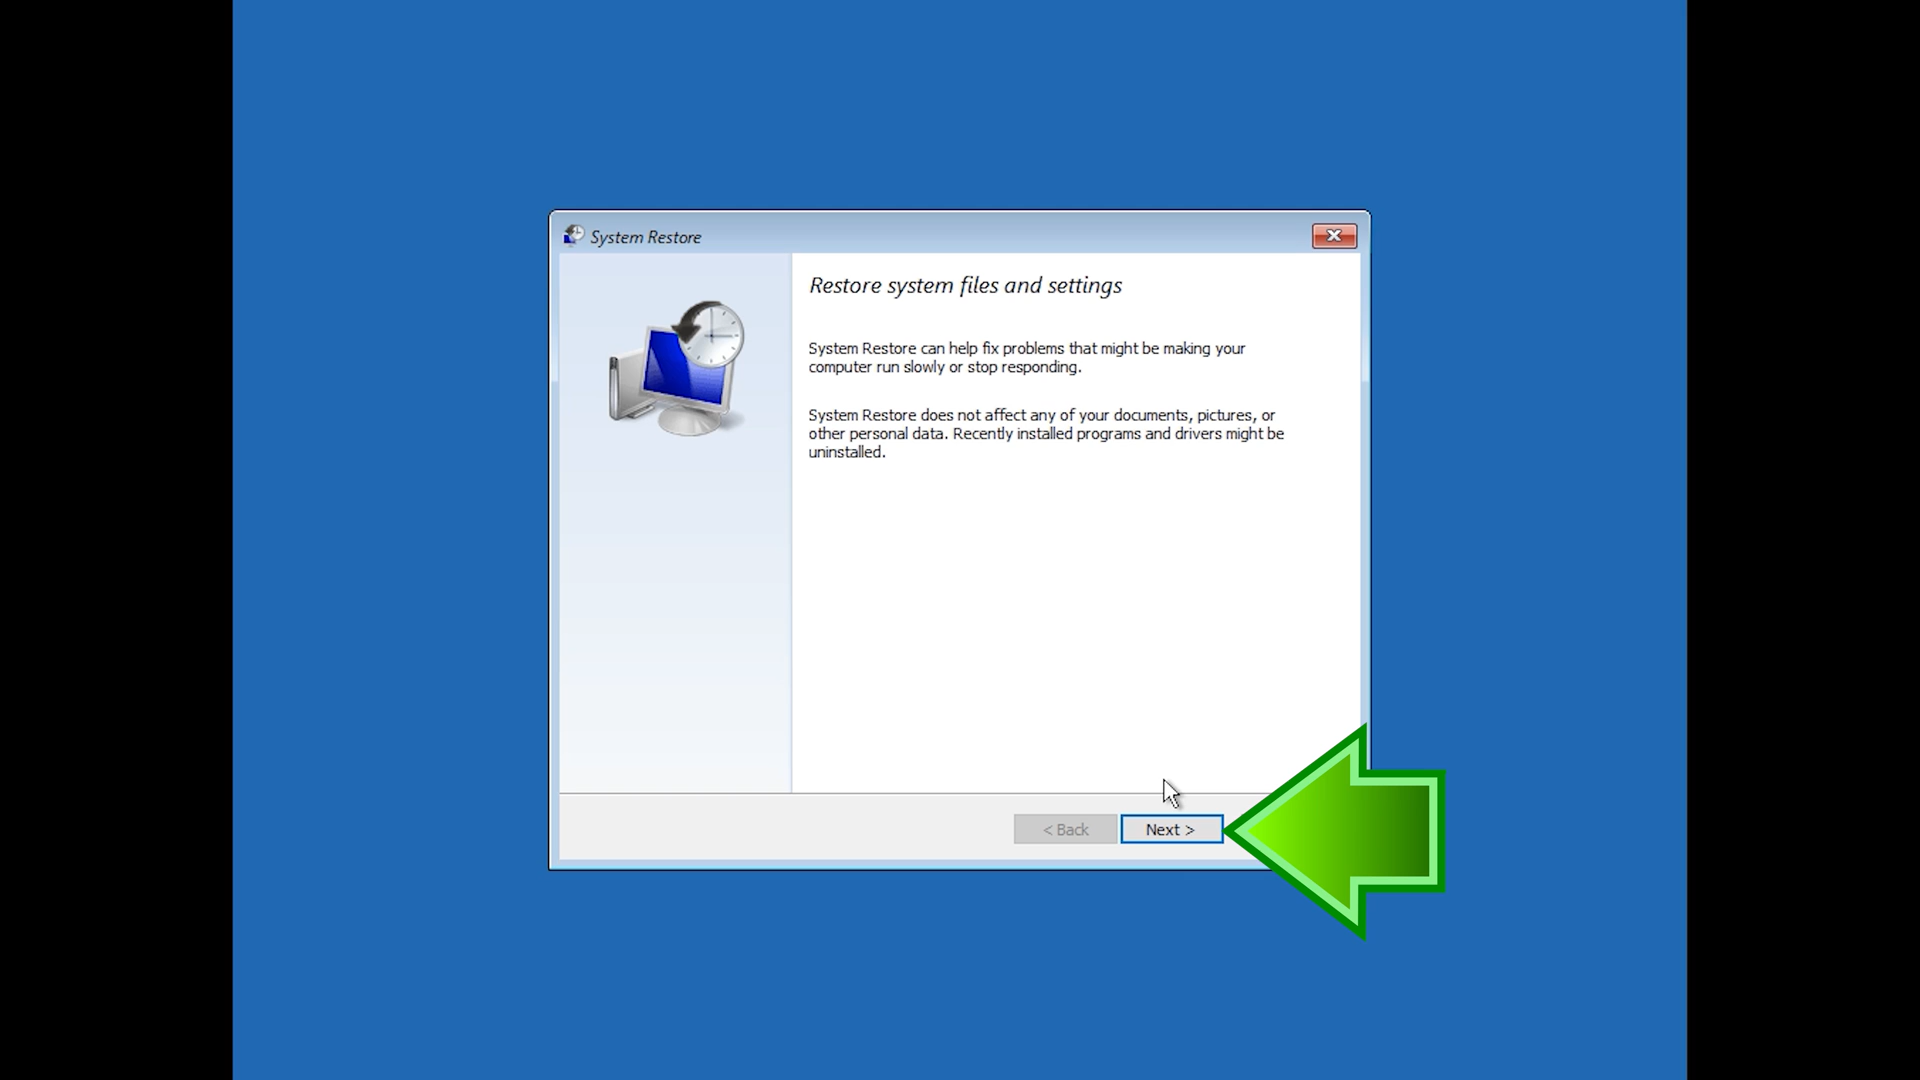 System Restore
Restore system files and settings
System Restore can help fix problems that might be making your
computer run slowly or stop responding.
System Restore does not affect any of your documents, pictures, or
other personal data. Recently installed programs and drivers might be
uninstalled.
< Back
Next >